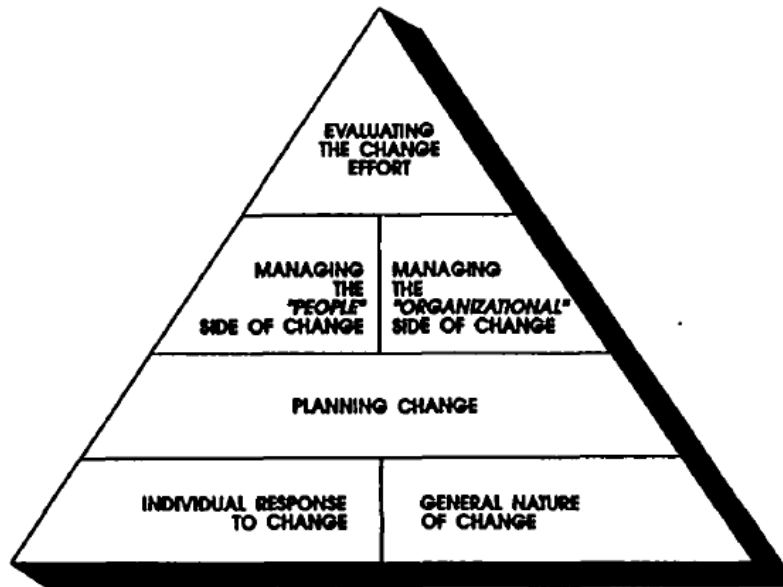 EVALUATING
THE CHANGE
EFFORT
MANAGING
THE
"PEOPLE"
SIDE OF CHANGE
MANAGING
THE
"ORGANIZATIONAL"
SIDE OF CHANGE
PLANNING CHANGE
INDIVIDUAL RESPONSE
TO CHANGE
GENERAL NATURE
OF CHANGE